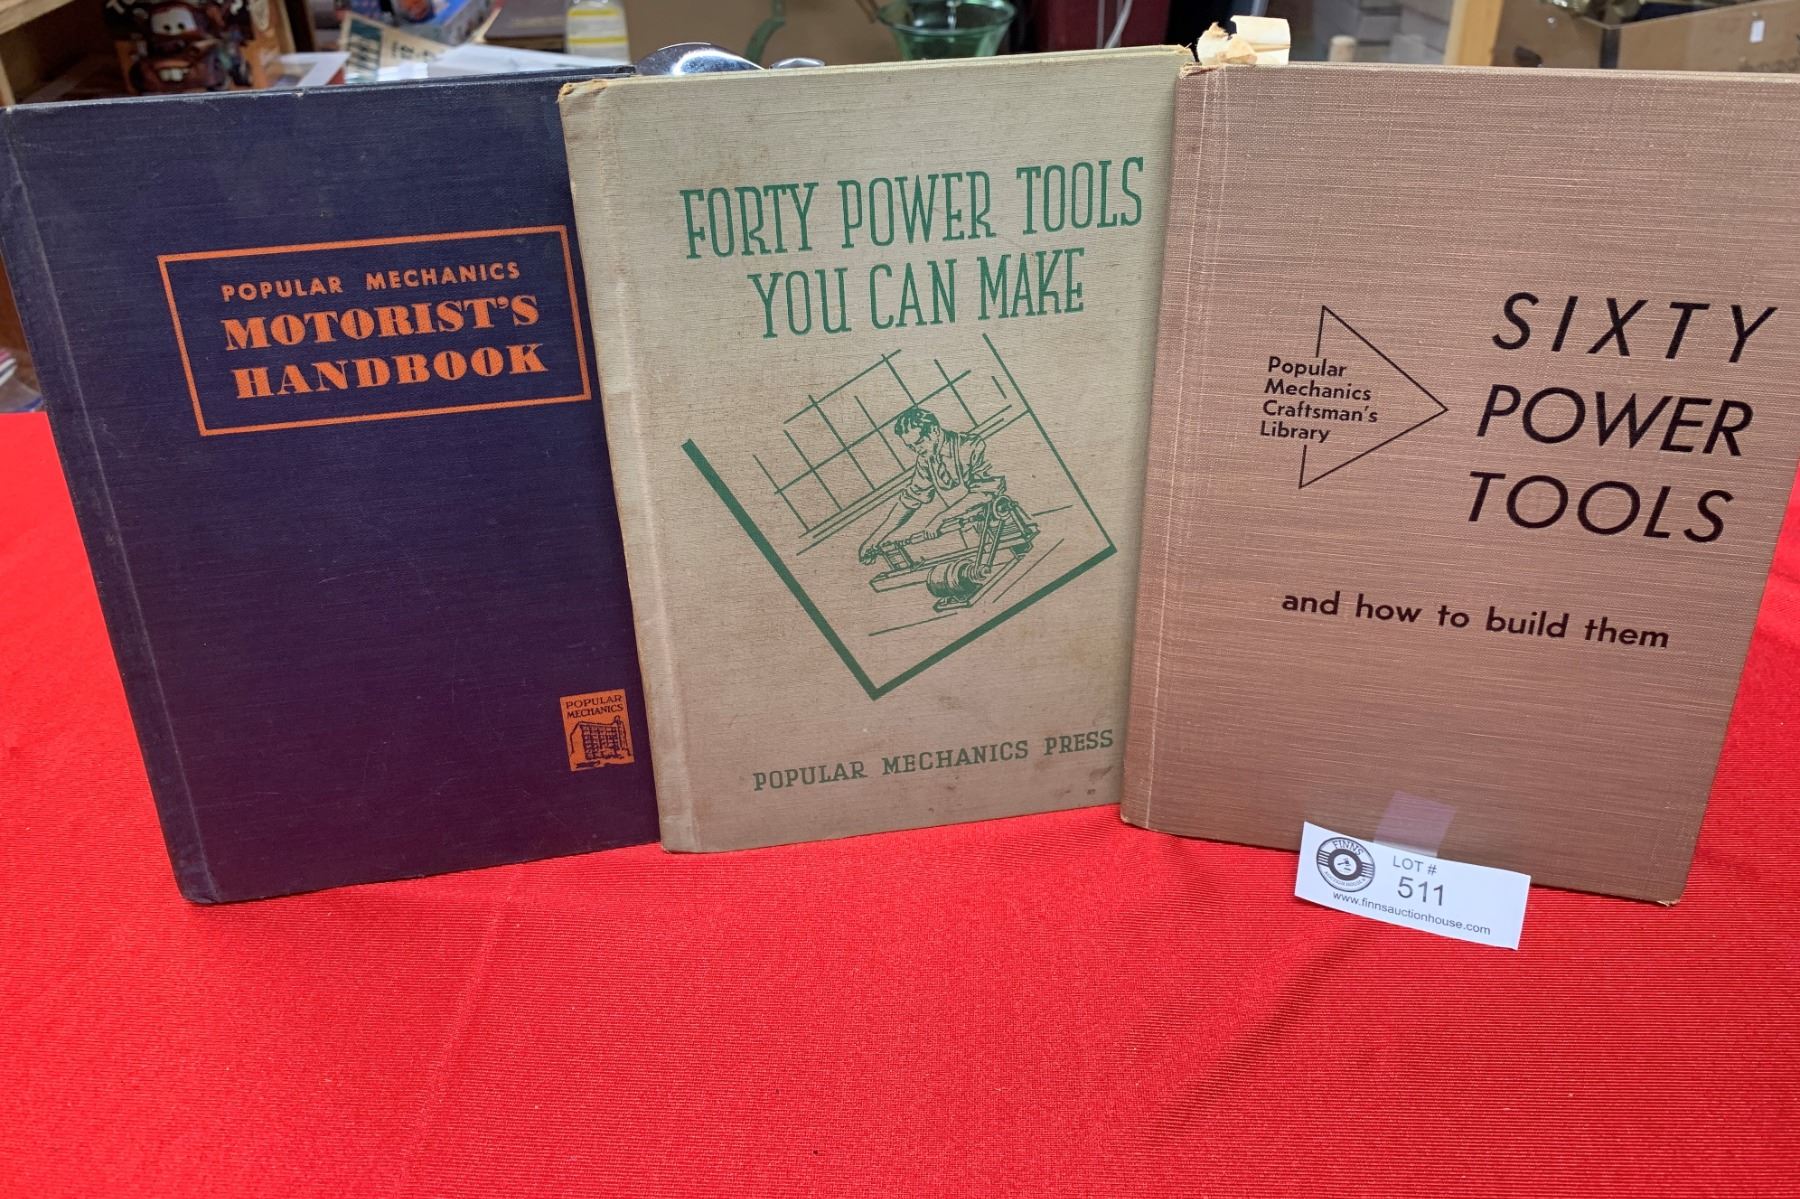 POPULAR MECHANICS
MOTORIST'S
HANDBOOK
POPULAR
MECHANICS
FORTY POWER TOOLS
YOU CAN MAKE
POPULAR MECHANICS PRESS
Popular
Mechanics
Craftsman's
Library
SIXTY
POWER
TOOLS
and how to build them
FINNS
LOT #
511
www.finnsauctionhouse.com